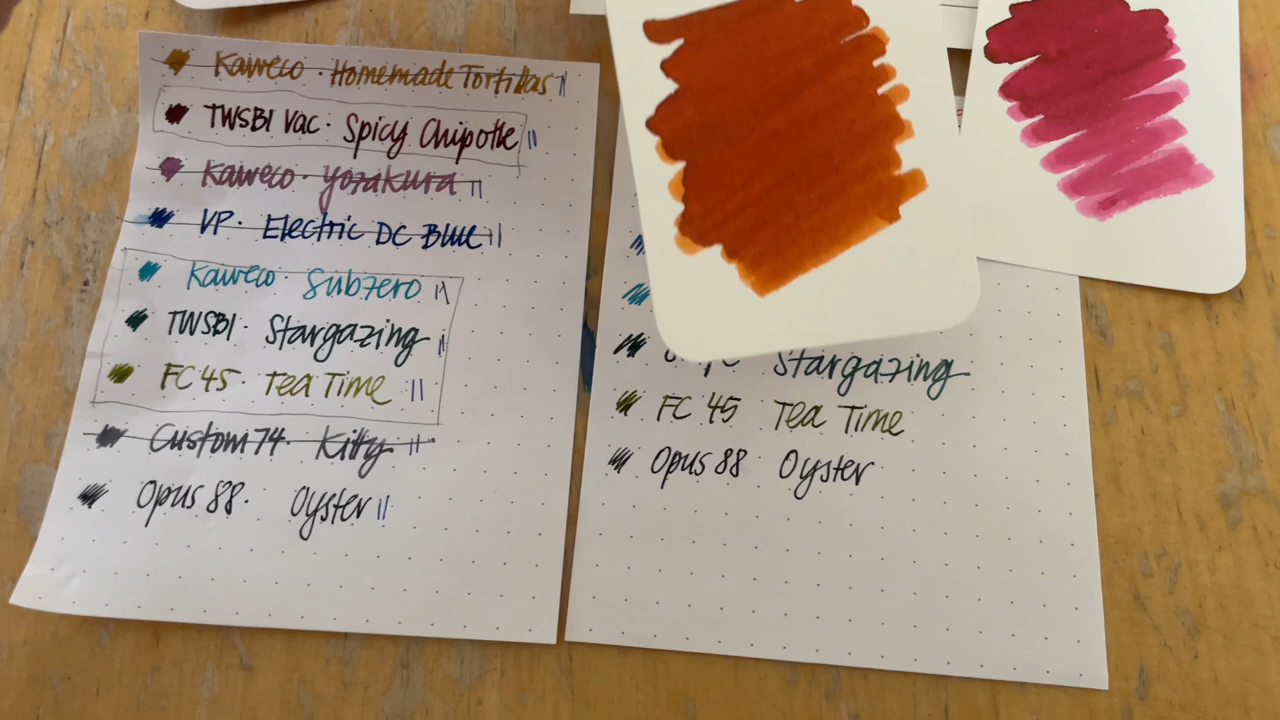 Kaweco · Homemade Tortillas
TWSBI Vac · Spicy Chipotle
Kaweco · Yozakura
VP · Electric DC Blue
Kaweco · Subzero
TWSBI · Stargazing
FC 45 · Tea Time
Custom 74 · Kitty
Opus 88 · Oyster
Stargazing
FC 45 Tea Time
Opus 88 Oyster